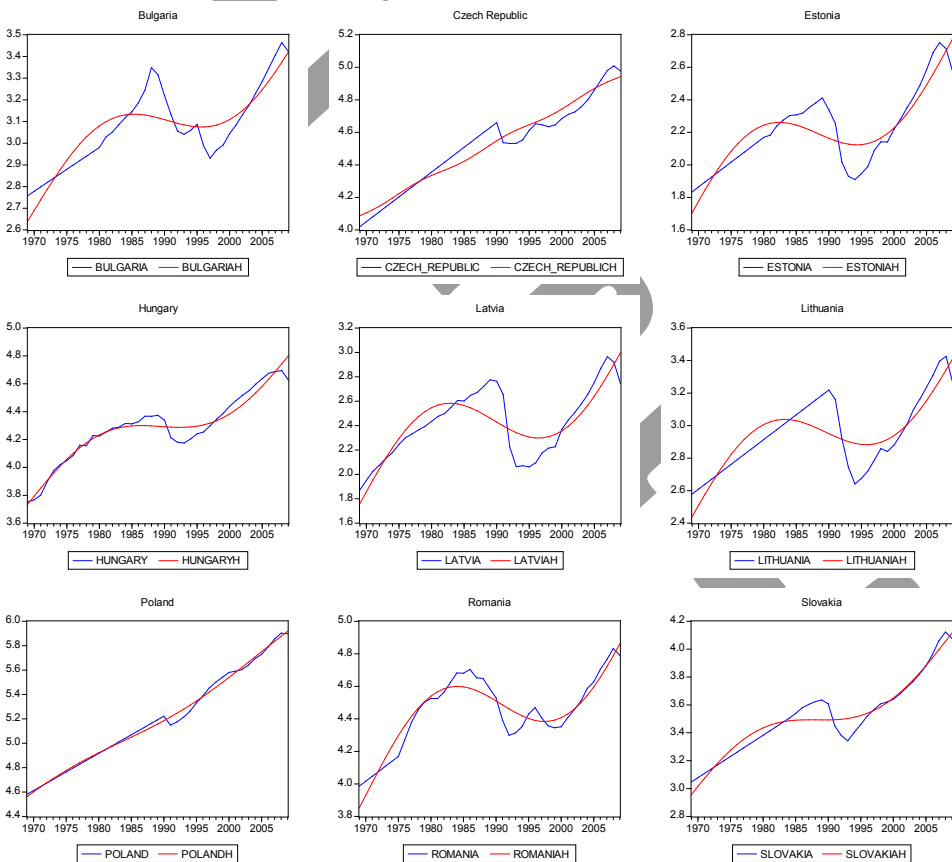 Bulgaria
3.5
3.4
3.3
3.2
3.1
3.0
2.9
2.8
2.7
2.6
1970 1975 1980 1985 1990 1995 2000 2005
BULGARIA BULGARIAH
Czech Republic
5.2
5.0
4.8
4.6
4.4
4.2
4.0
1970 1975 1980 1985 1990 1995 2000 2005
CZECH_REPUBLIC CZECH_REPUBLICH
Estonia
2.8
2.6
2.4
2.2
2.0
1.8
1.6
1970 1975 1980 1985 1990 1995 2000 2005
ESTONIA ESTONIAH
Hungary
5.0
4.8
4.6
4.4
4.2
4.0
3.8
3.6
1970 1975 1980 1985 1990 1995 2000 2005
HUNGARY HUNGARYH
Latvia
3.2
3.0
2.8
2.6
2.4
2.2
2.0
1.8
1.6
1970 1975 1980 1985 1990 1995 2000 2005
LATVIA LATVIAH
Lithuania
3.6
3.4
3.2
3.0
2.8
2.6
2.4
1970 1975 1980 1985 1990 1995 2000 2005
LITHUANIA LITHUANIAH
Poland
6.0
5.8
5.6
5.4
5.2
5.0
4.8
4.6
4.4
1970 1975 1980 1985 1990 1995 2000 2005
POLAND POLANDH
Romania
5.0
4.8
4.6
4.4
4.2
4.0
3.8
1970 1975 1980 1985 1990 1995 2000 2005
ROMANIA ROMANIAH
Slovakia
4.2
4.0
3.8
3.6
3.4
3.2
3.0
2.8
1970 1975 1980 1985 1990 1995 2000 2005
SLOVAKIA SLOVAKIAH